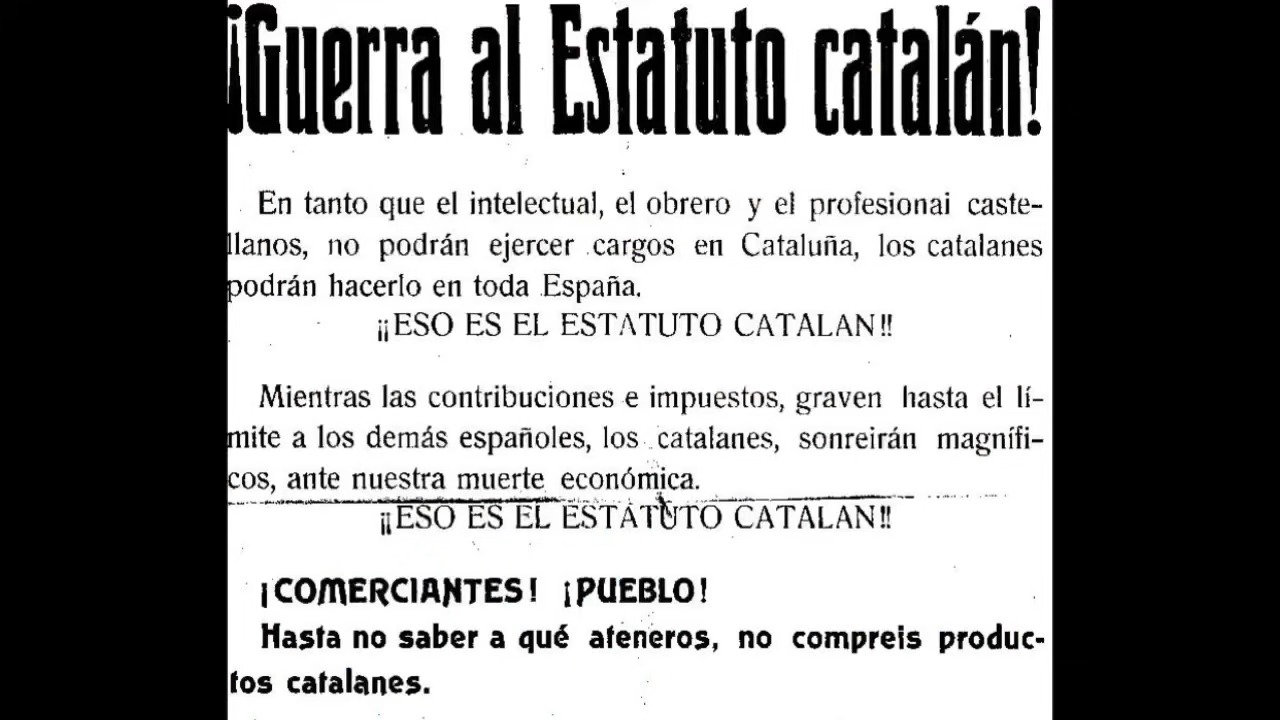 ¡Guerra al Estatuto catalán!
En tanto que el intelectual, el obrero y el profesionai caste-
llanos, no podrán ejercer cargos en Cataluña, los catalanes
podrán hacerlo en toda España.
¡¡ESO ES EL ESTATUTO CATALAN!!
Mientras las contribuciones e impuestos, graven hasta el lí-
mite a los demás españoles, los catalanes, sonreirán magnífi-
cos, ante nuestra muerte económica.
¡¡ESO ES EL ESTATUTO CATALAN!!
¡COMERCIANTES! ¡PUEBLO!
Hasta no saber a qué ateneros, no compreis produc-
tos catalanes.